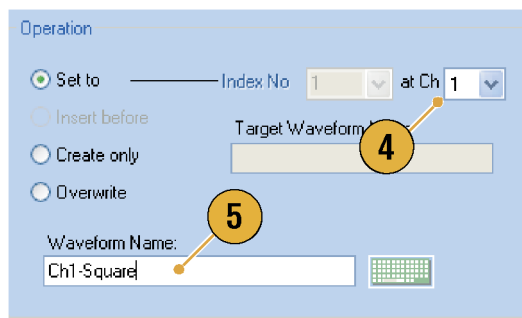 Operation
Set to Index No 1 at Ch 1
Insert before
Target Waveform
4
Create only
Overwrite
5
Waveform Name:
Ch1-Square